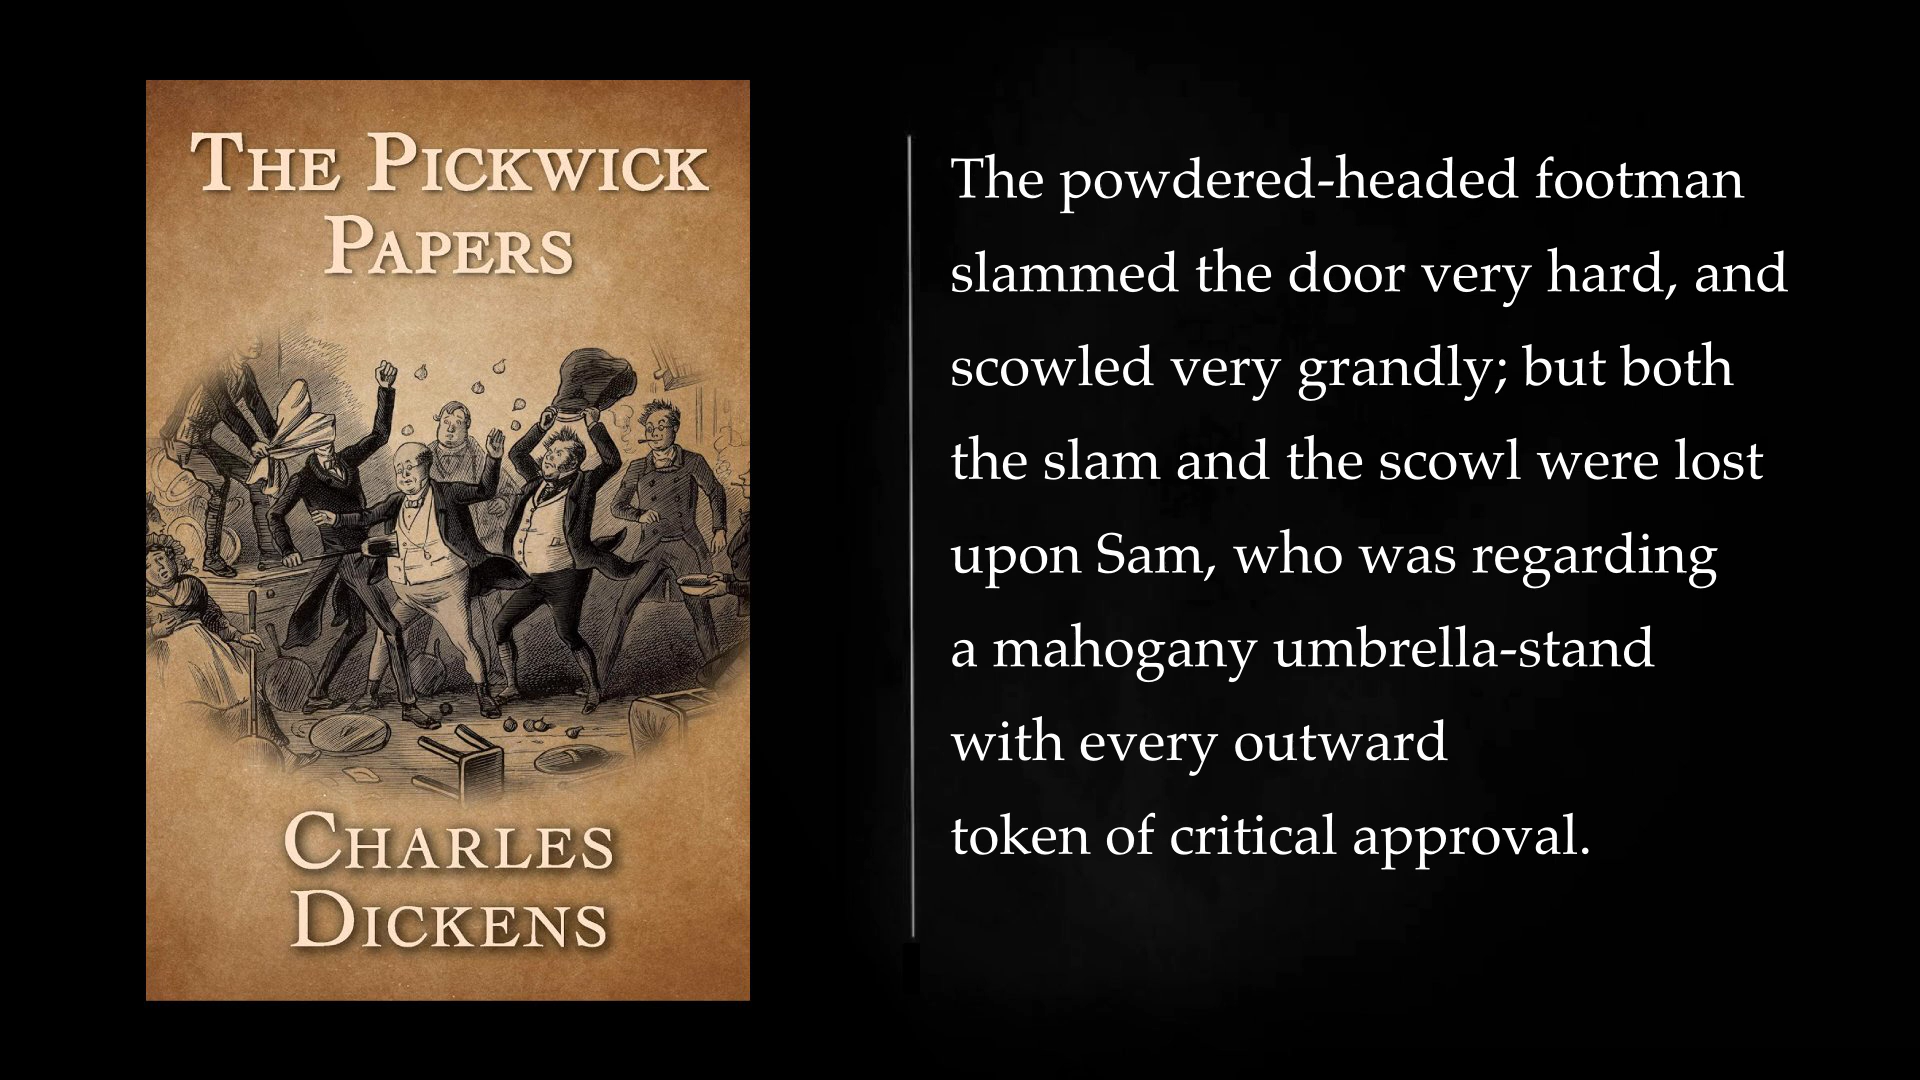 The Pickwick
Papers
Charles
Dickens
The powdered-headed footman
slammed the door very hard, and
scowled very grandly; but both
the slam and the scowl were lost
upon Sam, who was regarding
a mahogany umbrella-stand
with every outward
token of critical approval.